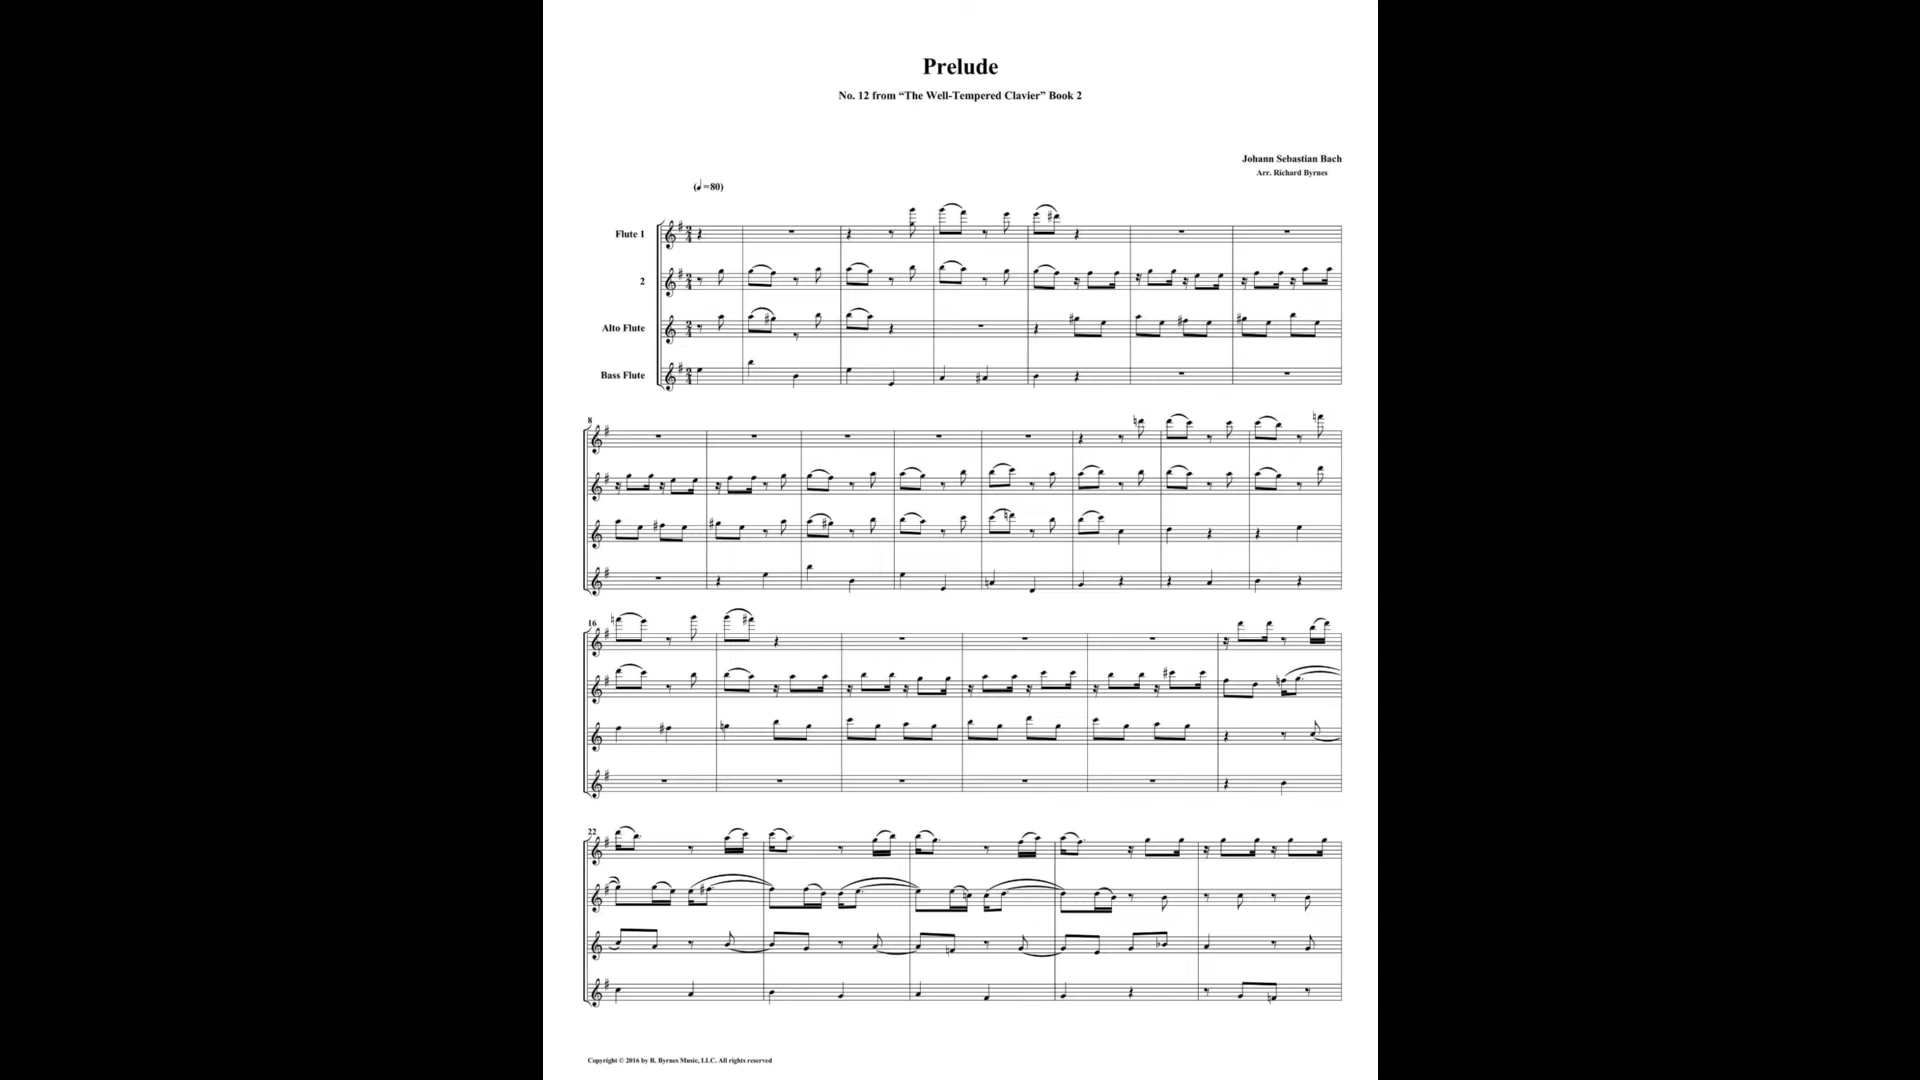 Prelude
No. 12 from “The Well-Tempered Clavier” Book 2
Johann Sebastian Bach
Arr. Richard Byrnes
(♩=80)
Flute 1
2
Alto Flute
Bass Flute
8
16
22
Copyright © 2016 by R. Byrnes Music, LLC. All rights reserved